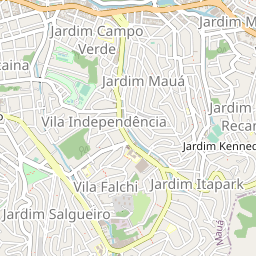 Jardim Campo
Verde
Jardim M
taina
Jardim Mauá
Jardim
Recan
Vila Independência
Jardim Kenned
Vila Falchi
Jardim Itapark
Jardim Salgueiro
Mauá